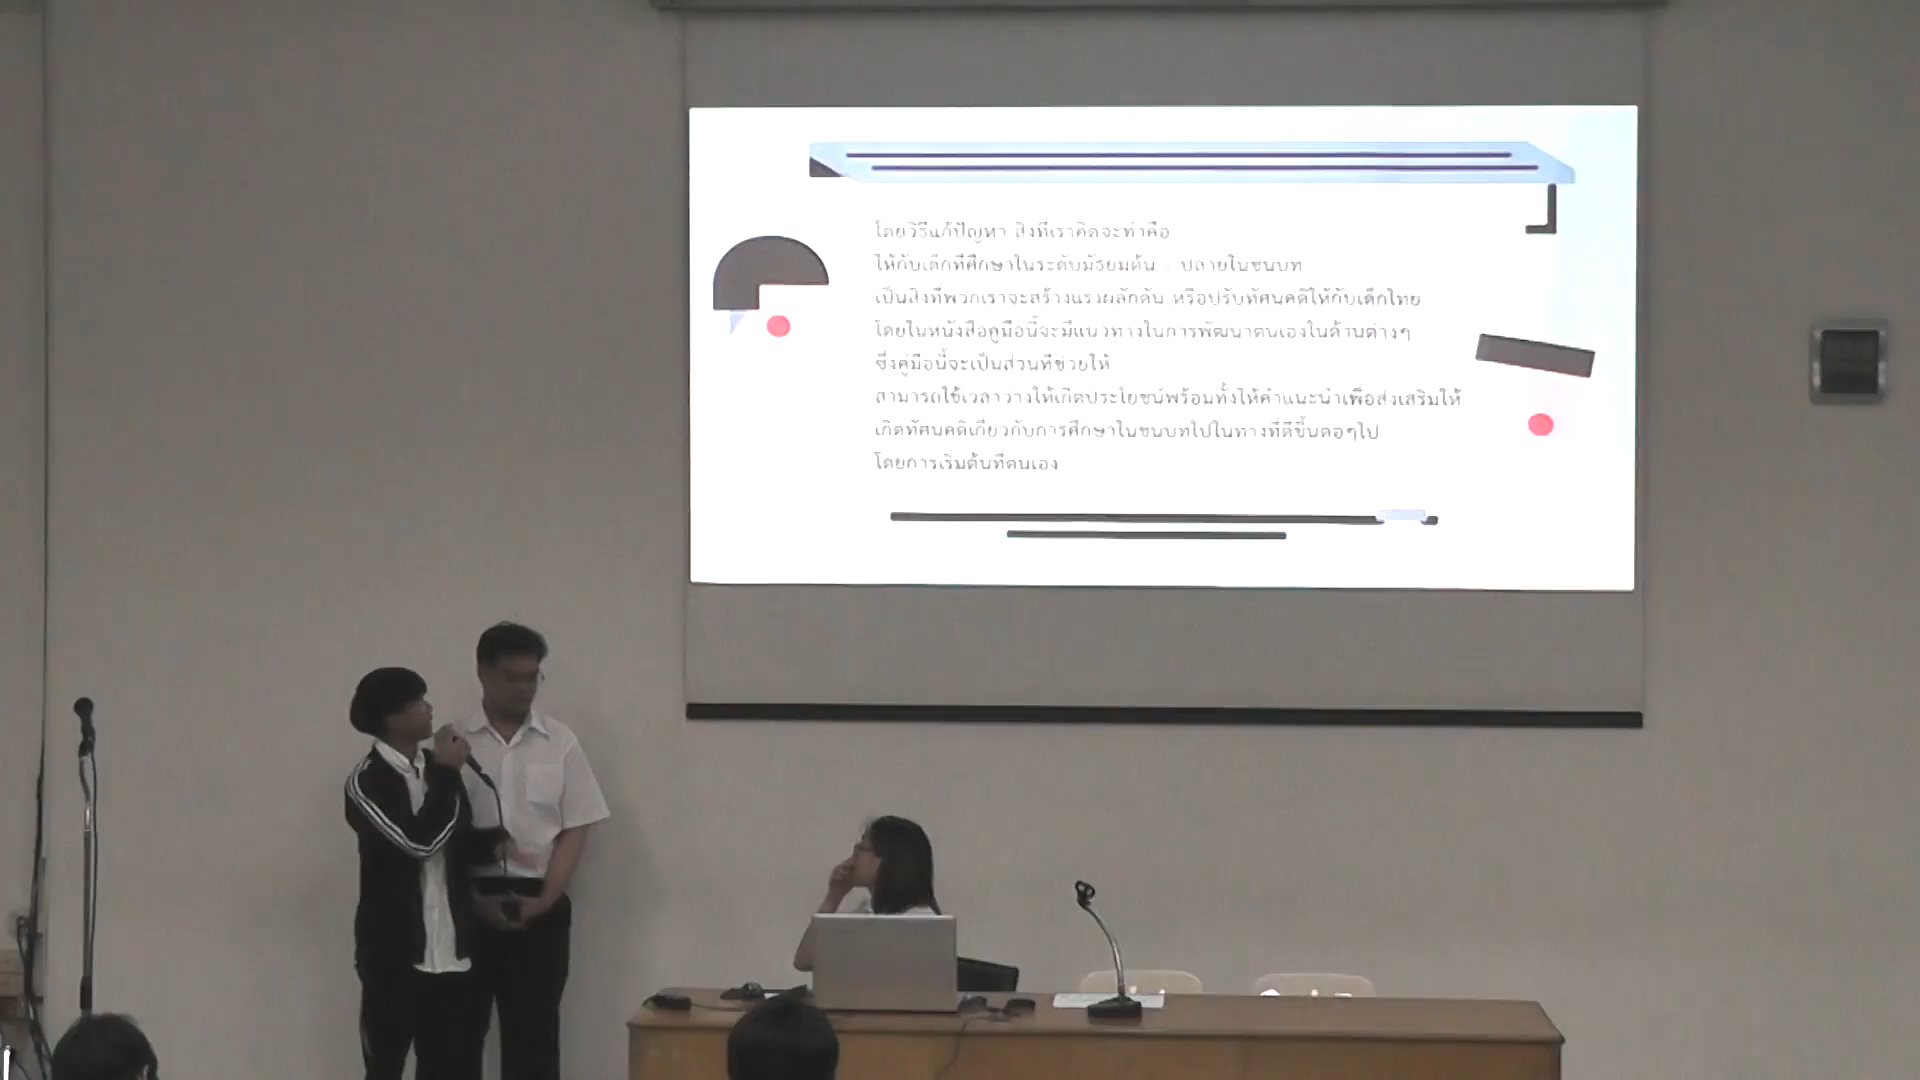 โดยวิธีแก้ปัญหา สิ่งที่เราคิดจะทำคือ
ให้กับเด็กที่ศึกษาในระดับมัธยมต้น - ปลายในชนบท
เป็นสิ่งที่พวกเราจะสร้างแรงผลักดัน หรือปรับทัศนคติให้กับเด็กไทย
โดยในหนังสือคู่มือนี้จะมีแนวทางในการพัฒนาตนเองในด้านต่างๆ
ซึ่งคู่มือนี้จะเป็นส่วนที่ช่วยให้
สามารถใช้เวลาว่างให้เกิดประโยชน์พร้อมทั้งให้คำแนะนำเพื่อส่งเสริมให้
เกิดทัศนคติเกี่ยวกับการศึกษาในชนบทไปในทางที่ดีขึ้นต่อๆไป
โดยการเริ่มต้นที่ตนเอง